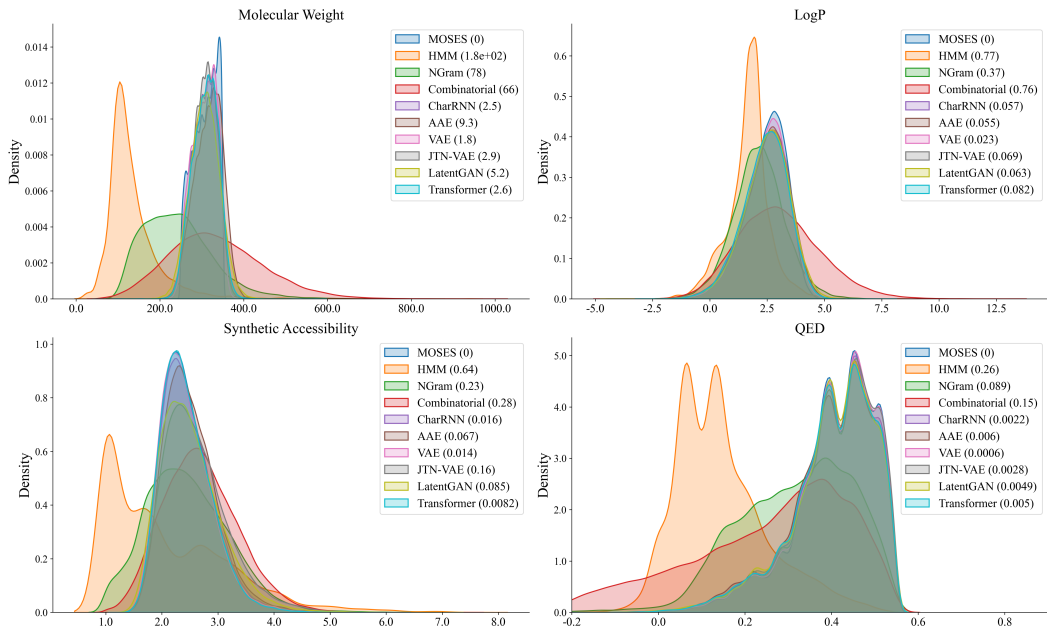 Molecular Weight
Density
0.014
0.012
0.010
0.008
0.006
0.004
0.002
0.0
0.0
200.0
400.0
600.0
800.0
1000.0
MOSES (0)
HMM (1.8e+02)
NGram (78)
Combinatorial (66)
CharRNN (2.5)
AAE (9.3)
VAE (1.8)
JTN-VAE (2.9)
LatentGAN (5.2)
Transformer (2.6)
LogP
Density
0.6
0.5
0.4
0.3
0.2
0.1
0.0
-5.0
-2.5
0.0
2.5
5.0
7.5
10.0
12.5
MOSES (0)
HMM (0.77)
NGram (0.37)
Combinatorial (0.76)
CharRNN (0.057)
AAE (0.055)
VAE (0.023)
JTN-VAE (0.069)
LatentGAN (0.063)
Transformer (0.082)
Synthetic Accessibility
Density
1.0
0.8
0.6
0.4
0.2
0.0
1.0
2.0
3.0
4.0
5.0
6.0
7.0
8.0
MOSES (0)
HMM (0.64)
NGram (0.23)
Combinatorial (0.28)
CharRNN (0.016)
AAE (0.067)
VAE (0.014)
JTN-VAE (0.16)
LatentGAN (0.085)
Transformer (0.0082)
QED
Density
5.0
4.0
3.0
2.0
1.0
0.0
-0.2
0.0
0.2
0.4
0.6
0.8
MOSES (0)
HMM (0.26)
NGram (0.089)
Combinatorial (0.15)
CharRNN (0.0022)
AAE (0.006)
VAE (0.0006)
JTN-VAE (0.0028)
LatentGAN (0.0049)
Transformer (0.005)